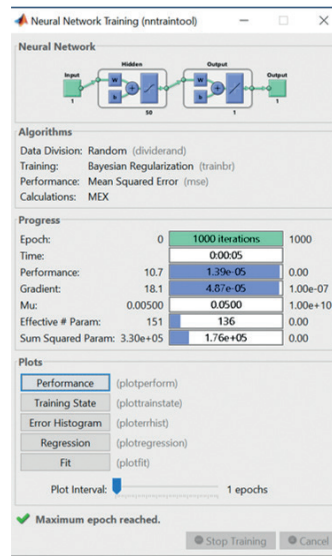 Neural Network Training (nntraintool)
Neural Network
Hidden
Output
Input
W
b
+
W
b
+
Output
1
50
1
1
Algorithms
Data Division: Random (dividerand)
Training: Bayesian Regularization (trainbr)
Performance: Mean Squared Error (mse)
Calculations: MEX
Progress
Epoch: 0 1000 iterations 1000
Time: 0:00:05
Performance: 10.7 1.39e-05 0.00
Gradient: 18.1 4.87e-05 1.00e-07
Mu: 0.00500 0.0500 1.00e+10
Effective # Param: 151 136 0.00
Sum Squared Param: 3.30e+05 1.76e+05 0.00
Plots
Performance (plotperform)
Training State (plottrainstate)
Error Histogram (ploterrhist)
Regression (plotregression)
Fit (plotfit)
Plot Interval: 1 epochs
Maximum epoch reached.
Stop Training Cancel